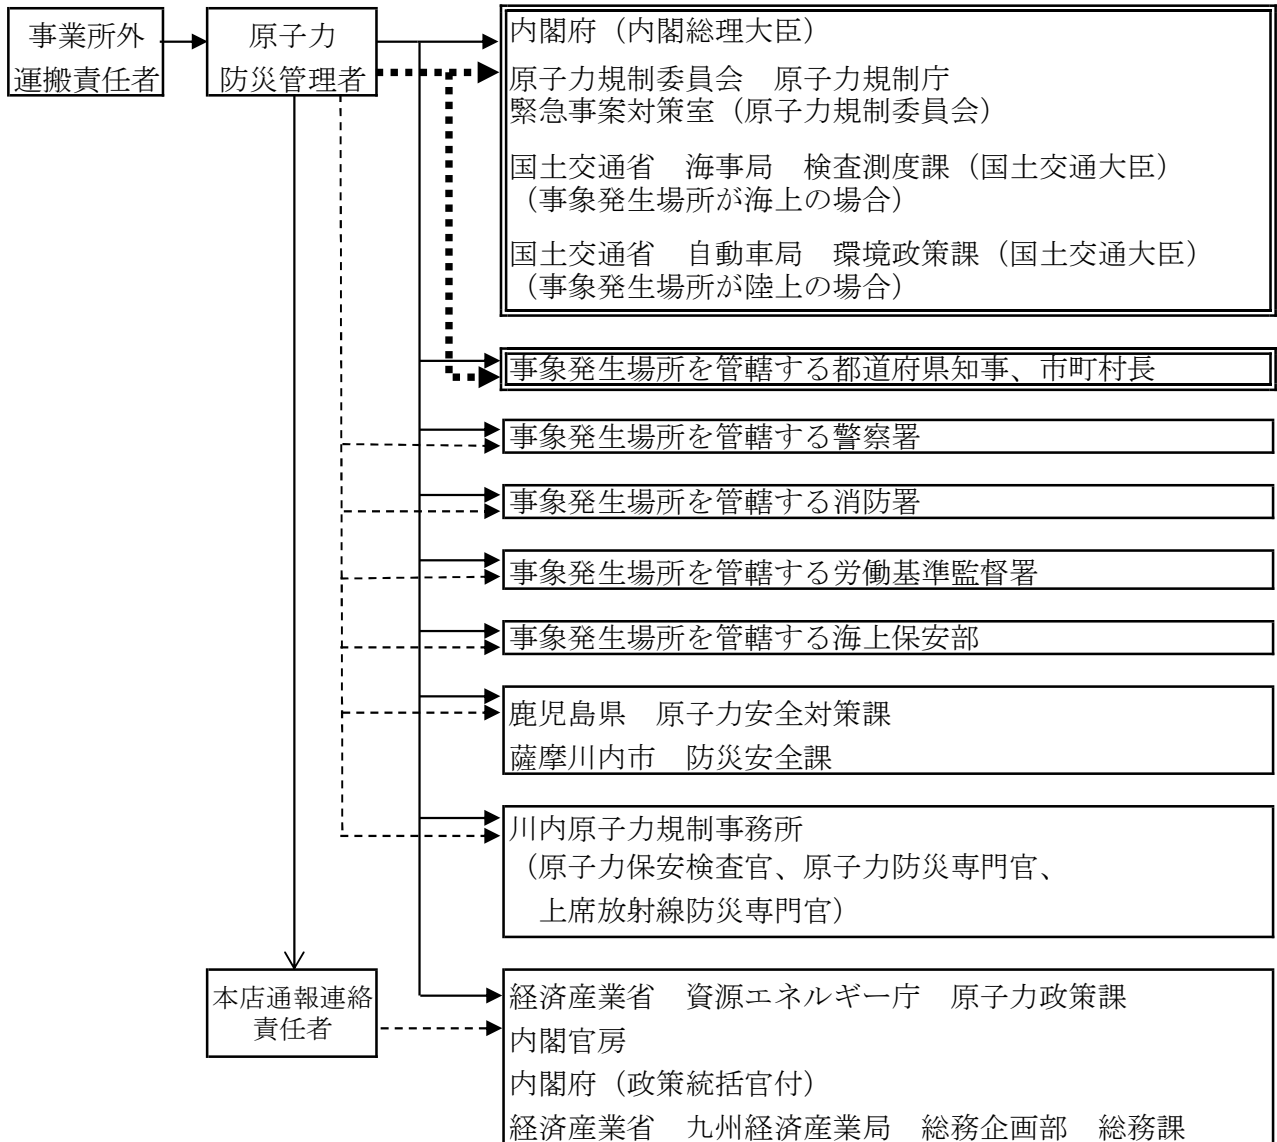 事業所外
運搬責任者
原子力
防災管理者
内閣府（内閣総理大臣）
原子力規制委員会　原子力規制庁
緊急事案対策室（原子力規制委員会）
国土交通省　海事局　検査測度課（国土交通大臣）
（事象発生場所が海上の場合）
国土交通省　自動車局　環境政策課（国土交通大臣）
（事象発生場所が陸上の場合）
事象発生場所を管轄する都道府県知事、市町村長
事象発生場所を管轄する警察署
事象発生場所を管轄する消防署
事象発生場所を管轄する労働基準監督署
事象発生場所を管轄する海上保安部
鹿児島県　原子力安全対策課
薩摩川内市　防災安全課
川内原子力規制事務所
（原子力保安検査官、原子力防災専門官、
上席放射線防災専門官）
本店通報連絡
責任者
経済産業省　資源エネルギー庁　原子力政策課
内閣官房
内閣府（政策統括官付）
経済産業省　九州経済産業局　総務企画部　総務課